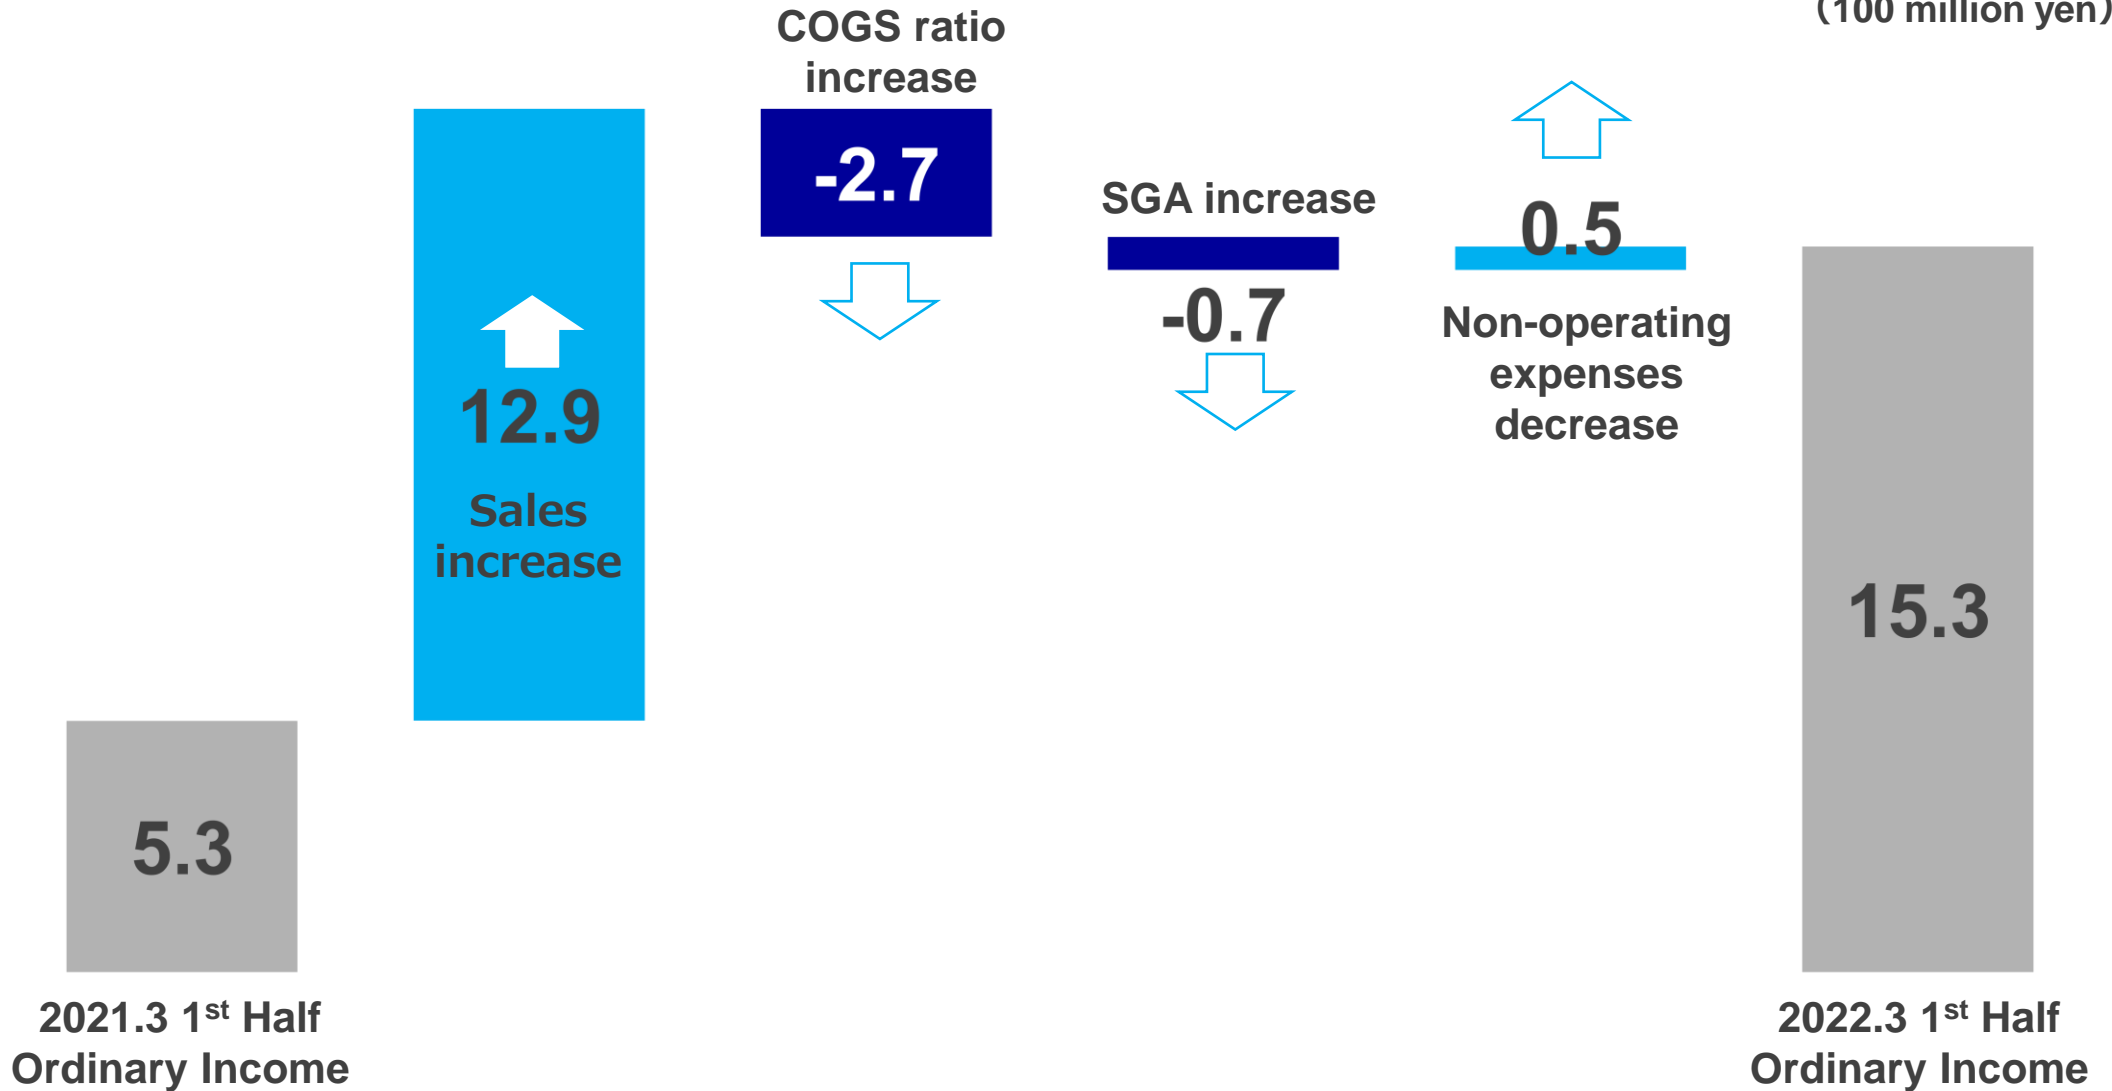 （100 million yen）
COGS ratio
increase
-2.7
SGA increase
-0.7
0.5
Non-operating
expenses
decrease
12.9
Sales
increase
5.3
15.3
2021.3 1st Half
Ordinary Income
2022.3 1st Half
Ordinary Income